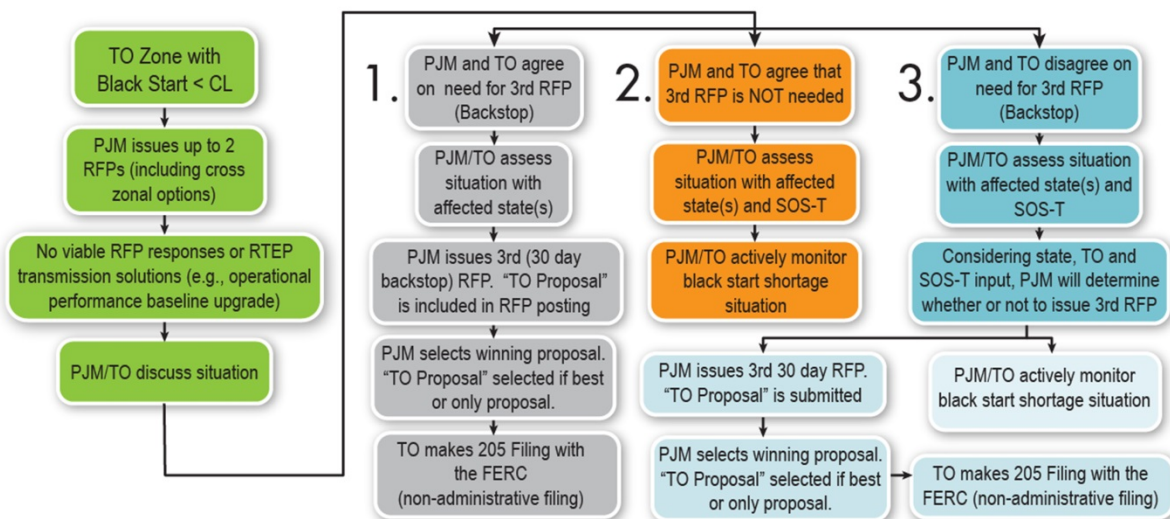 TO Zone with
Black Start < CL
PJM issues up to 2
RFPs (including cross
zonal options)
No viable RFP responses or RTEP
transmission solutions (e.g., operational
performance baseline upgrade)
PJM/TO discuss situation
1.
PJM and TO agree
on need for 3rd RFP
(Backstop)
PJM/TO assess
situation with
affected state(s)
PJM issues 3rd (30 day
backstop) RFP. “TO Proposal”
is included in RFP posting
PJM selects winning proposal.
“TO Proposal” selected if best
or only proposal.
TO makes 205 Filing with
the FERC
(non-administrative filing)
2.
PJM and TO agree that
3rd RFP is NOT needed
PJM/TO assess
situation with affected
state(s) and SOS-T
PJM/TO actively monitor
black start shortage
situation
3.
PJM and TO disagree on
need for 3rd RFP
(Backstop)
PJM/TO assess situation
with affected state(s) and
SOS-T
Considering state, TO and
SOS-T input, PJM will determine
whether or not to issue 3rd RFP
PJM issues 3rd 30 day RFP.
“TO Proposal” is submitted
PJM selects winning proposal.
“TO Proposal” selected if best
or only proposal.
TO makes 205 Filing with the
FERC (non-administrative filing)
PJM/TO actively monitor
black start shortage situation